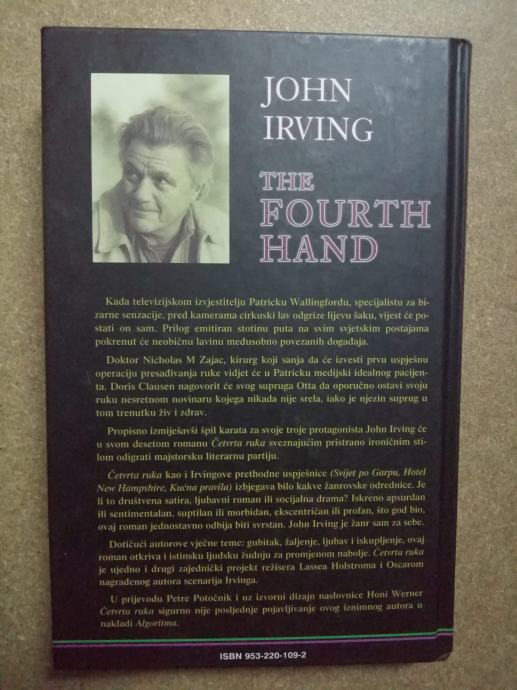 JOHN
IRVING
THE
FOURTH
HAND
Kada televizijskom izvjestitelju Patricku Wallingfordu, specijalistu za bi-
zarne senzacije, pred kamerama cirkuski lav odgrize lijevu šaku, vijest će po-
stati on sam. Prilog emitiran stotinu puta na svim svjetskim postajama
pokrenut će neobičnu lavinu međusobno povezanih događaja.
Doktor Nicholas M Zajac, kirurg koji sanja da će izvesti prvu uspješnu
operaciju presađivanja ruke vidjet će u Patricku medijski idealnog pacijen-
ta. Doris Clausen nagovorit će svog supruga Otta da oporučno ostavi svoju
ruku nesretnom novinaru kojega nikada nije srela, iako je njezin suprug u
tom trenutku živ i zdrav.
Propisno izmiješavši špil karata za svoje troje protagonista John Irving će
u svom desetom romanu Četvrta ruka sveznajućim pristrano ironičnim sti-
lom odigrati majstorsku literarnu partiju.
Četvrta ruka kao i Irvingove prethodne uspješnice (Svijet po Garpu, Hotel
New Hampshire, Kućna pravila) izbjegava bilo kakve žanrovske odrednice. Je
li to društvena satira, ljubavni roman ili socijalna drama? Iskreno apsurdan
ili sentimentalan, suptilan ili morbidan, ekscentričan ili profan, što god bio,
ovaj roman jednostavno odbija biti svrstan. John Irving je žanr sam za sebe.
Dotičući autorove vječne teme: gubitak, žaljenje, ljubav i iskupljenje, ovaj
roman otkriva i istinsku ljudsku žudnju za promjenom nabolje. Četvrta ruka
je ujedno i drugi zajednički projekt režisera Lassea Holstroma i Oscarom
nagrađenog autora scenarija Irvinga.
U prijevodu Petre Potočnik i uz izvorni dizajn naslovnice Honi Werner
Četvrta ruka sigurno nije posljednje pojavljivanje ovog iznimnog autora u
nakladi Algoritma.
ISBN 953-220-109-2